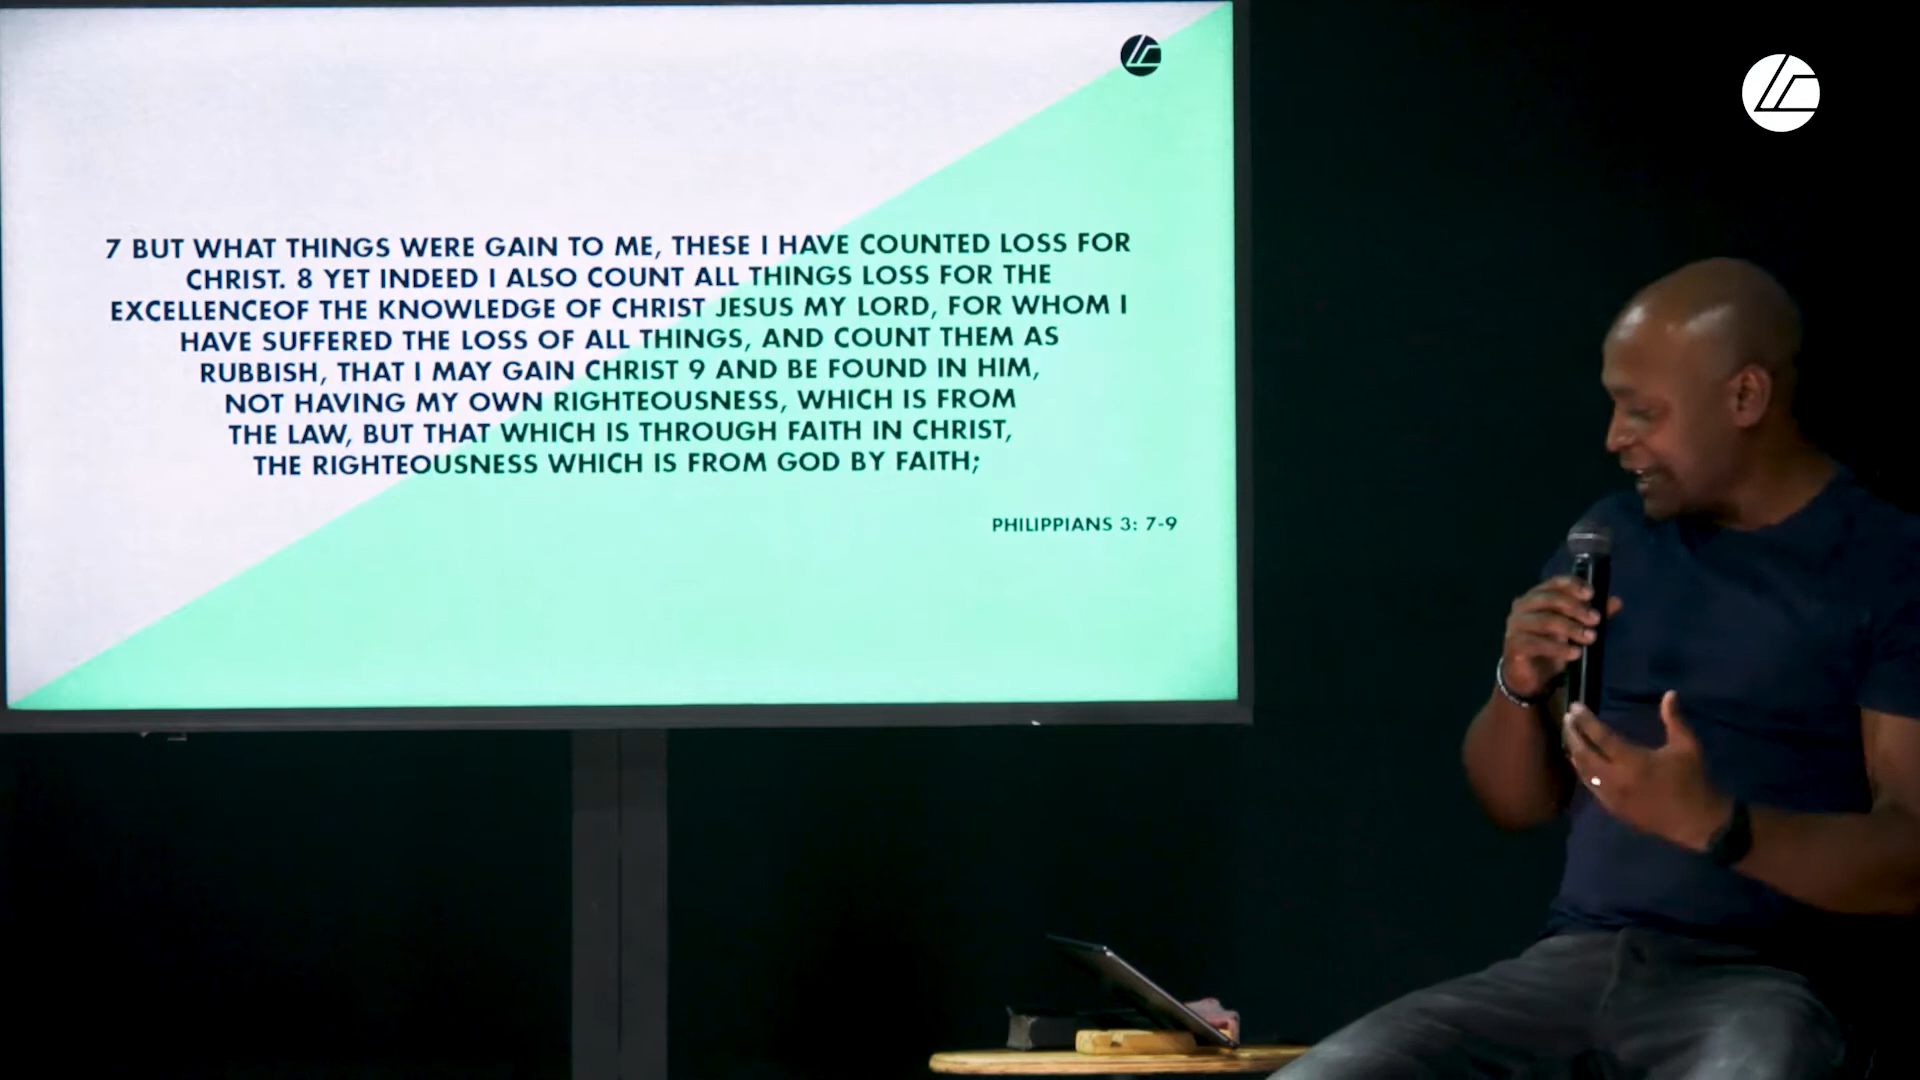 7 BUT WHAT THINGS WERE GAIN TO ME, THESE I HAVE COUNTED LOSS FOR
CHRIST. 8 YET INDEED I ALSO COUNT ALL THINGS LOSS FOR THE
EXCELLENCEOF THE KNOWLEDGE OF CHRIST JESUS MY LORD, FOR WHOM I
HAVE SUFFERED THE LOSS OF ALL THINGS, AND COUNT THEM AS
RUBBISH, THAT I MAY GAIN CHRIST 9 AND BE FOUND IN HIM,
NOT HAVING MY OWN RIGHTEOUSNESS, WHICH IS FROM
THE LAW, BUT THAT WHICH IS THROUGH FAITH IN CHRIST,
THE RIGHTEOUSNESS WHICH IS FROM GOD BY FAITH;
PHILIPPIANS 3: 7-9